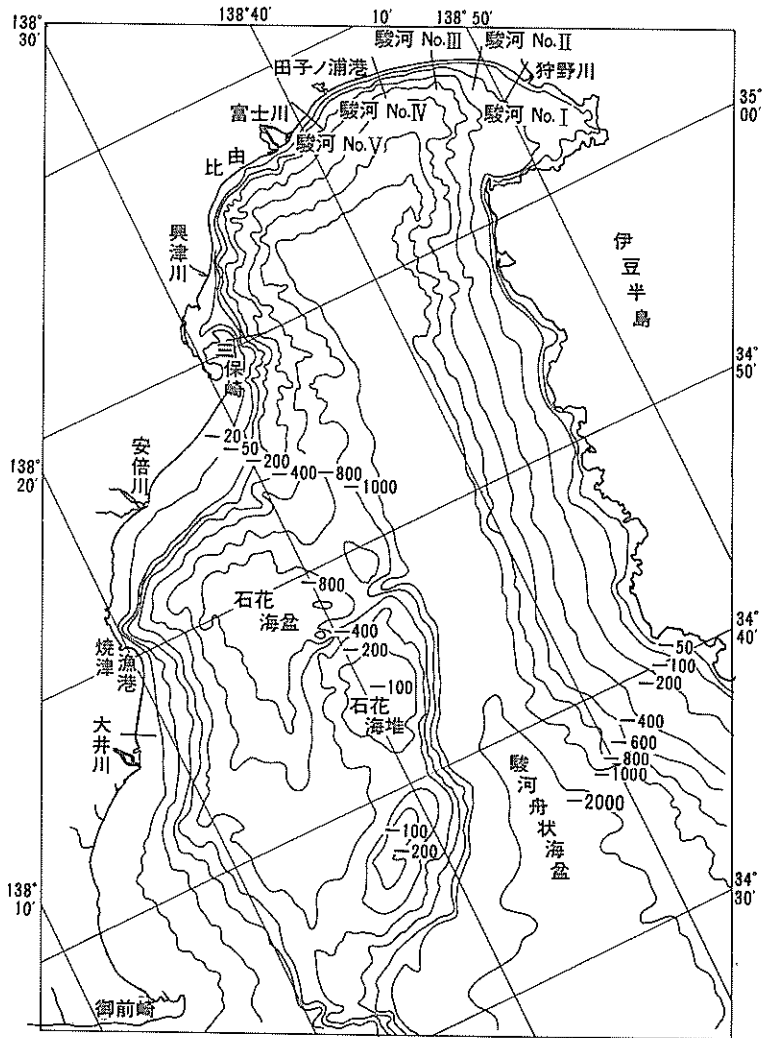 138°
30′
138°40′
10′
138°50′
駿河 No.Ⅲ
駿河 No.Ⅱ
田子ノ浦港
狩野川
35°
00′
富士川
駿河 No.Ⅳ
駿河 No.Ⅰ
駿河 No.Ⅴ
比由
興津川
伊豆半島
三保崎
34°
50′
安倍川
138°
20′
20
50
200
400
800
1000
800
石花
海盆
400
200
100
石花
海堆
34°
40′
50
100
200
400
600
800
1000
2000
焼津
漁港
大井川
駿河舟状海盆
100
200
34°
30′
138°
10′
御前崎